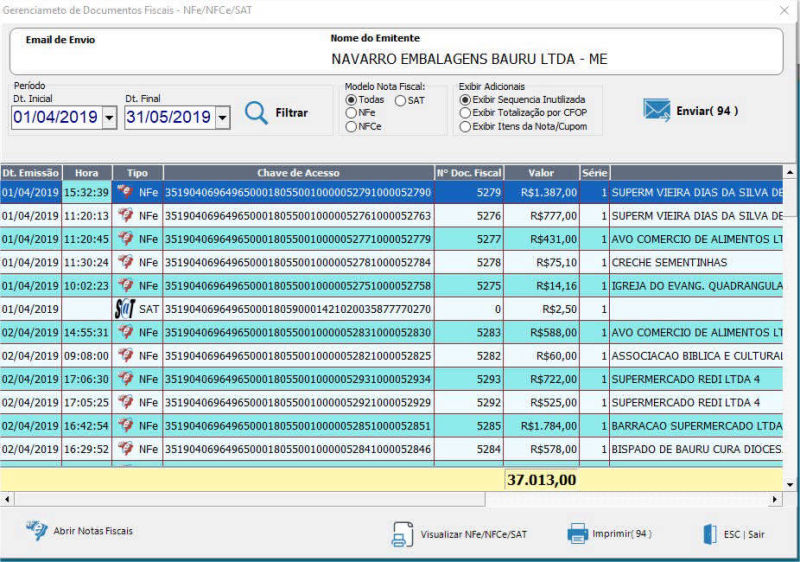 Gerenciameto de Documentos Fiscais - NFe/NFCe/SAT
Email de Envio
Nome do Emitente
NAVARRO EMBALAGENS BAURU LTDA - ME
Período
Dt. Inicial
01/04/2019
Dt. Final
31/05/2019
Filtrar
Modelo Nota Fiscal:
Todas SAT
NFe
NFCe
Exibir Adicionais
Exibir Sequencia Inutilizada
Exibir Totalização por CFOP
Exibir Itens da Nota/Cupom
Enviar( 94 )
Dt. Emissão Hora Tipo Chave de Acesso Nº Doc. Fiscal Valor Série
01/04/2019 15:32:39 NFe 35190406964965000180550010000052791000052790 5279 R$1.387,00 1 SUPERM VIEIRA DIAS DA SILVA DE
01/04/2019 11:20:13 NFe 35190406964965000180550010000052761000052763 5276 R$777,00 1 SUPERM VIEIRA DIAS DA SILVA DE
01/04/2019 11:20:45 NFe 35190406964965000180550010000052771000052779 5277 R$431,00 1 AVO COMERCIO DE ALIMENTOS LT
01/04/2019 11:30:24 NFe 35190406964965000180550010000052781000052784 5278 R$75,10 1 CRECHE SEMENTINHAS
01/04/2019 10:02:23 NFe 35190406964965000180550010000052751000052758 5275 R$14,16 1 IGREJA DO EVANG. QUADRANGULA
01/04/2019 SAT SAT 35190406964965000180590001421020035877770270 0 R$2,50 1
02/04/2019 14:55:31 NFe 35190406964965000180550010000052831000052830 5283 R$588,00 1 AVO COMERCIO DE ALIMENTOS LT
02/04/2019 09:08:00 NFe 35190406964965000180550010000052821000052825 5282 R$60,00 1 ASSOCIACAO BIBLICA E CULTURAL
02/04/2019 17:06:30 NFe 35190406964965000180550010000052931000052934 5293 R$722,00 1 SUPERMERCADO REDI LTDA 4
02/04/2019 17:05:25 NFe 35190406964965000180550010000052921000052929 5292 R$525,00 1 SUPERMERCADO REDI LTDA 4
02/04/2019 16:42:54 NFe 35190406964965000180550010000052851000052851 5285 R$1.784,00 1 BARRACAO SUPERMERCADO LTDA
02/04/2019 16:29:52 NFe 35190406964965000180550010000052841000052846 5284 R$578,00 1 BISPADO DE BAURU CURA DIOCES.
37.013,00
Abrir Notas Fiscais
Visualizar NFe/NFCe/SAT
Imprimir( 94 )
ESC | Sair